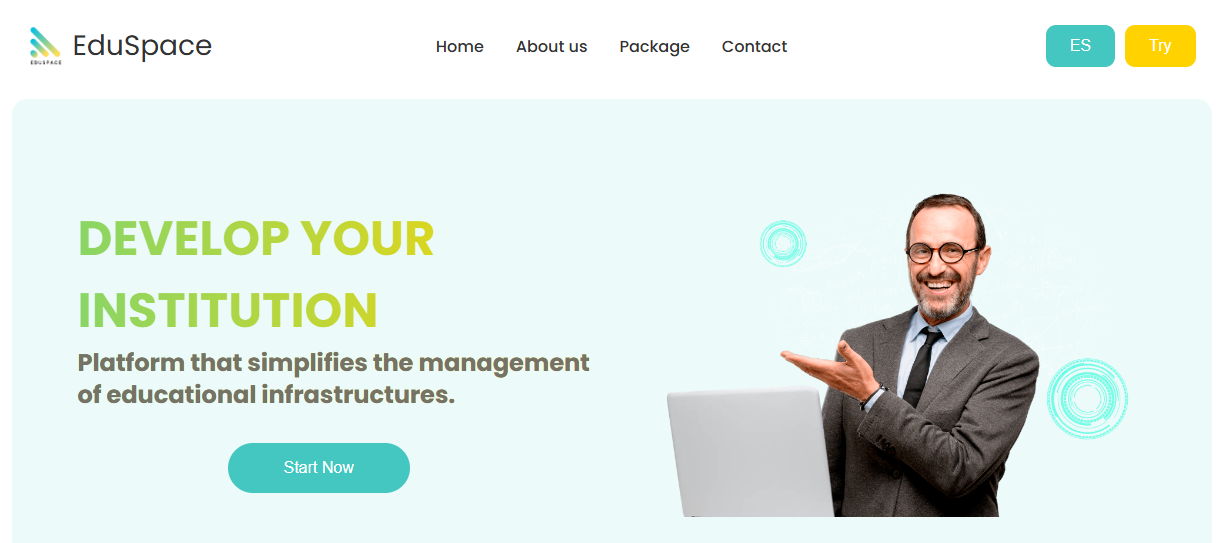 EDUSPACE
EduSpace
Home
About us
Package
Contact
ES
Try
DEVELOP YOUR
INSTITUTION
Platform that simplifies the management
of educational infrastructures.
Start Now